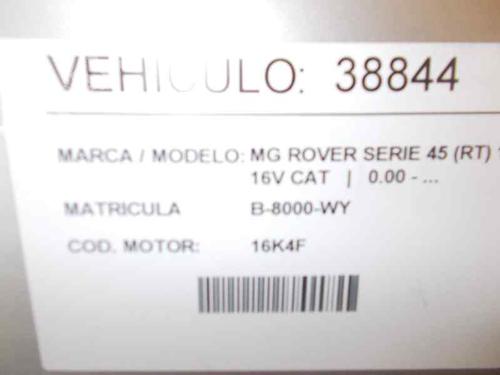 VEHICULO: 38844
MARCA / MODELO: MG ROVER SERIE 45 (RT)
16V CAT | 0.00 - ...
MATRICULA B-8000-WY
COD. MOTOR: 16K4F